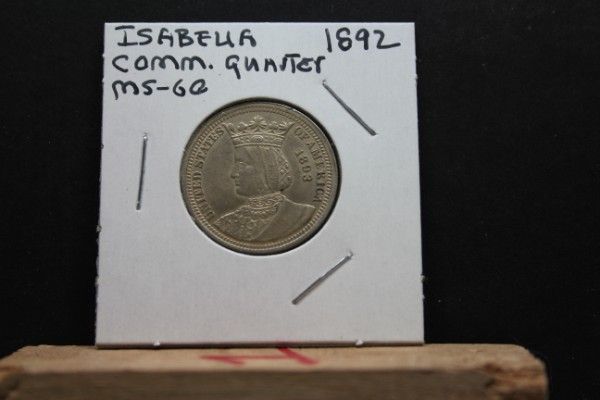 ISABELLA 1892
COMM. QUARTER
MS-60
UNITED STATES OF AMERICA
1893